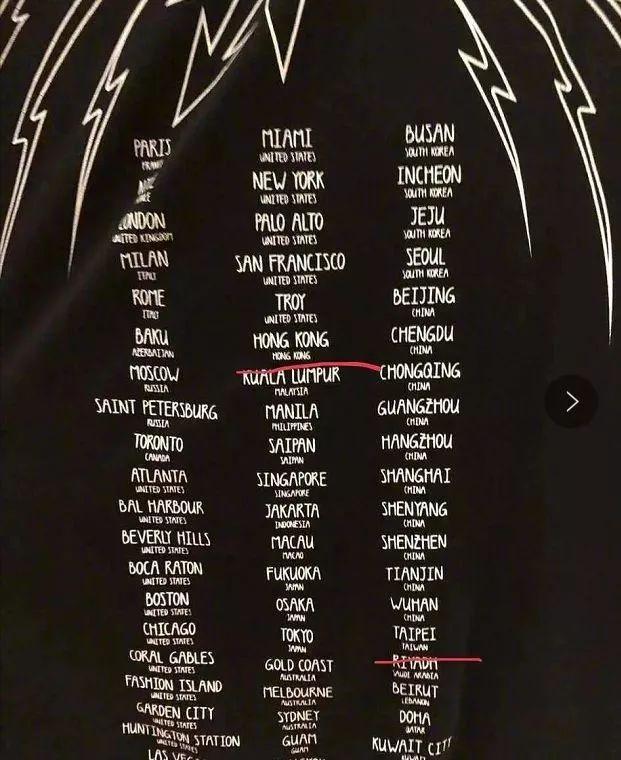 PARIS
LONDON
UNITED KINGDOM
MILAN
ITALY
ROME
ITALY
BAKU
AZERBAIJAN
MOSCOW
RUSSIA
SAINT PETERSBURG
RUSSIA
TORONTO
CANADA
ATLANTA
UNITED STATES
BAL HARBOUR
UNITED STATES
BEVERLY HILLS
UNITED STATES
BOCA RATON
UNITED STATES
BOSTON
UNITED STATES
CHICAGO
UNITED STATES
CORAL GABLES
UNITED STATES
FASHION ISLAND
UNITED STATES
GARDEN CITY
UNITED STATES
HUNTINGTON STATION
UNITED STATES
LAS
MIAMI
UNITED STATES
NEW YORK
UNITED STATES
PALO ALTO
UNITED STATES
SAN FRANCISCO
UNITED STATES
TROY
UNITED STATES
HONG KONG
HONG KONG
KUALA LUMPUR
MALAYSIA
MANILA
PHILIPPINES
SAIPAN
SAIPAN
SINGAPORE
SINGAPORE
JAKARTA
INDONESIA
MACAU
MACAO
FUKUOKA
JAPAN
OSAKA
JAPAN
TOKYO
JAPAN
GOLD COAST
AUSTRALIA
MELBOURNE
AUSTRALIA
SYDNEY
AUSTRALIA
GUAM
GUAM
BUSAN
SOUTH KOREA
INCHEON
SOUTH KOREA
JEJU
SOUTH KOREA
SEOUL
SOUTH KOREA
BEIJING
CHINA
CHENGDU
CHINA
CHONGQING
CHINA
GUANGZHOU
CHINA
HANGZHOU
CHINA
SHANGHAI
CHINA
SHENYANG
CHINA
SHENZHEN
CHINA
TIANJIN
CHINA
WUHAN
CHINA
TAIPEI
TAIWAN
RIYADH
SAUDI ARABIA
BEIRUT
LEBANON
DOHA
QATAR
KUWAIT CITY
KUWAIT